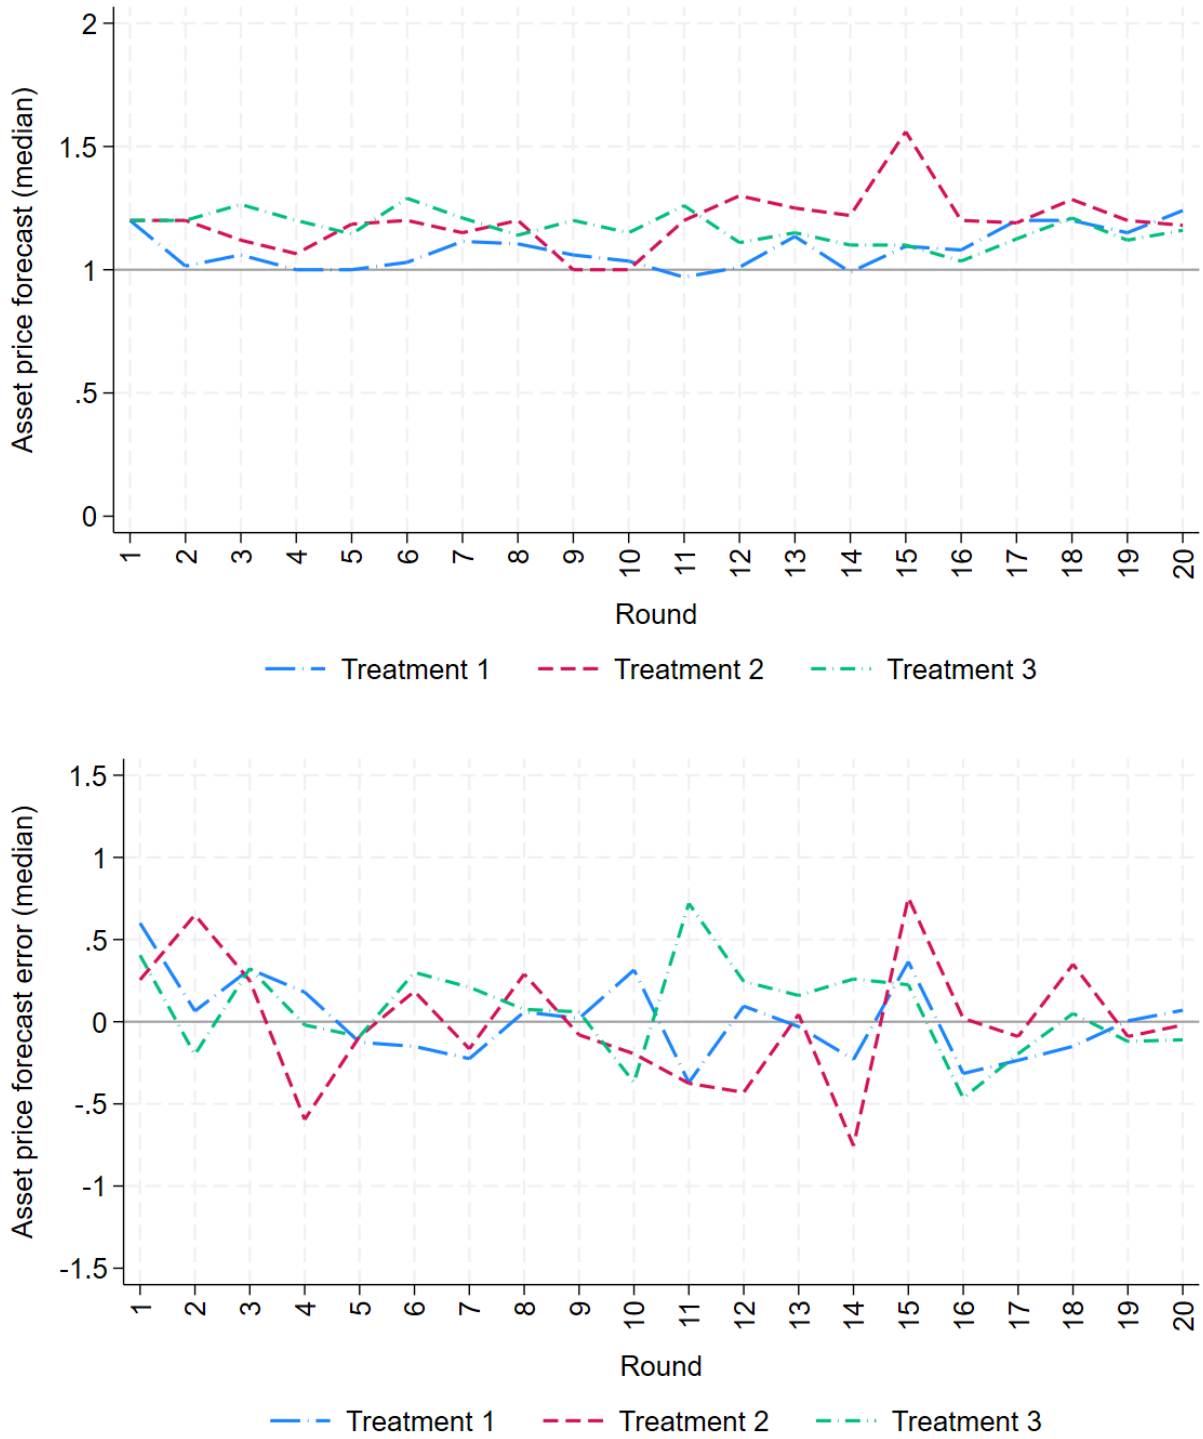 Asset price forecast (median)
2
1.5
1
.5
0
1 2 3 4 5 6 7 8 9 10 11 12 13 14 15 16 17 18 19 20
Round
Treatment 1 Treatment 2 Treatment 3
Asset price forecast error (median)
1.5
1
.5
0
-.5
-1
-1.5
1 2 3 4 5 6 7 8 9 10 11 12 13 14 15 16 17 18 19 20
Round
Treatment 1 Treatment 2 Treatment 3